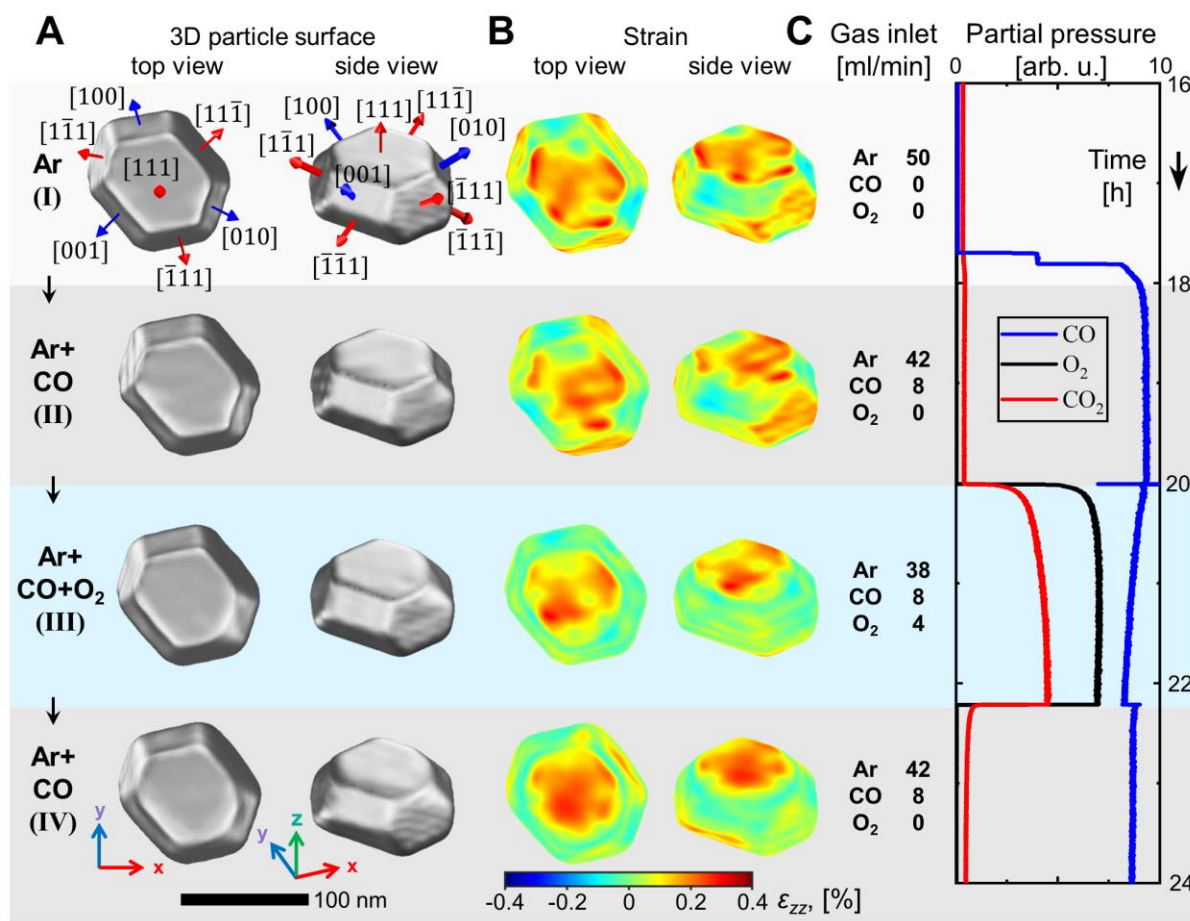 A
3D particle surface
top view side view
B
Strain
top view side view
C
Gas inlet
[ml/min]
Partial pressure
0 [arb. u.] 10
16
18
20
22
24
Time
[h]
CO
O₂
CO₂
Ar
(I)
[100]
[11̅1]
[111̅]
[111]
[001]
[010]
[1̅11]
[100]
[111]
[111̅]
[11̅1]
[010]
[001]
[1̅11]
[1̅11̅]
[1̅1̅1]
Ar 50
CO 0
O₂ 0
Ar+
CO
(II)
Ar 42
CO 8
O₂ 0
Ar+
CO+O₂
(III)
Ar 38
CO 8
O₂ 4
Ar+
CO
(IV)
Ar 42
CO 8
O₂ 0
y
x
y
z
x
100 nm
-0.4 -0.2 0 0.2 0.4
εzz, [%]